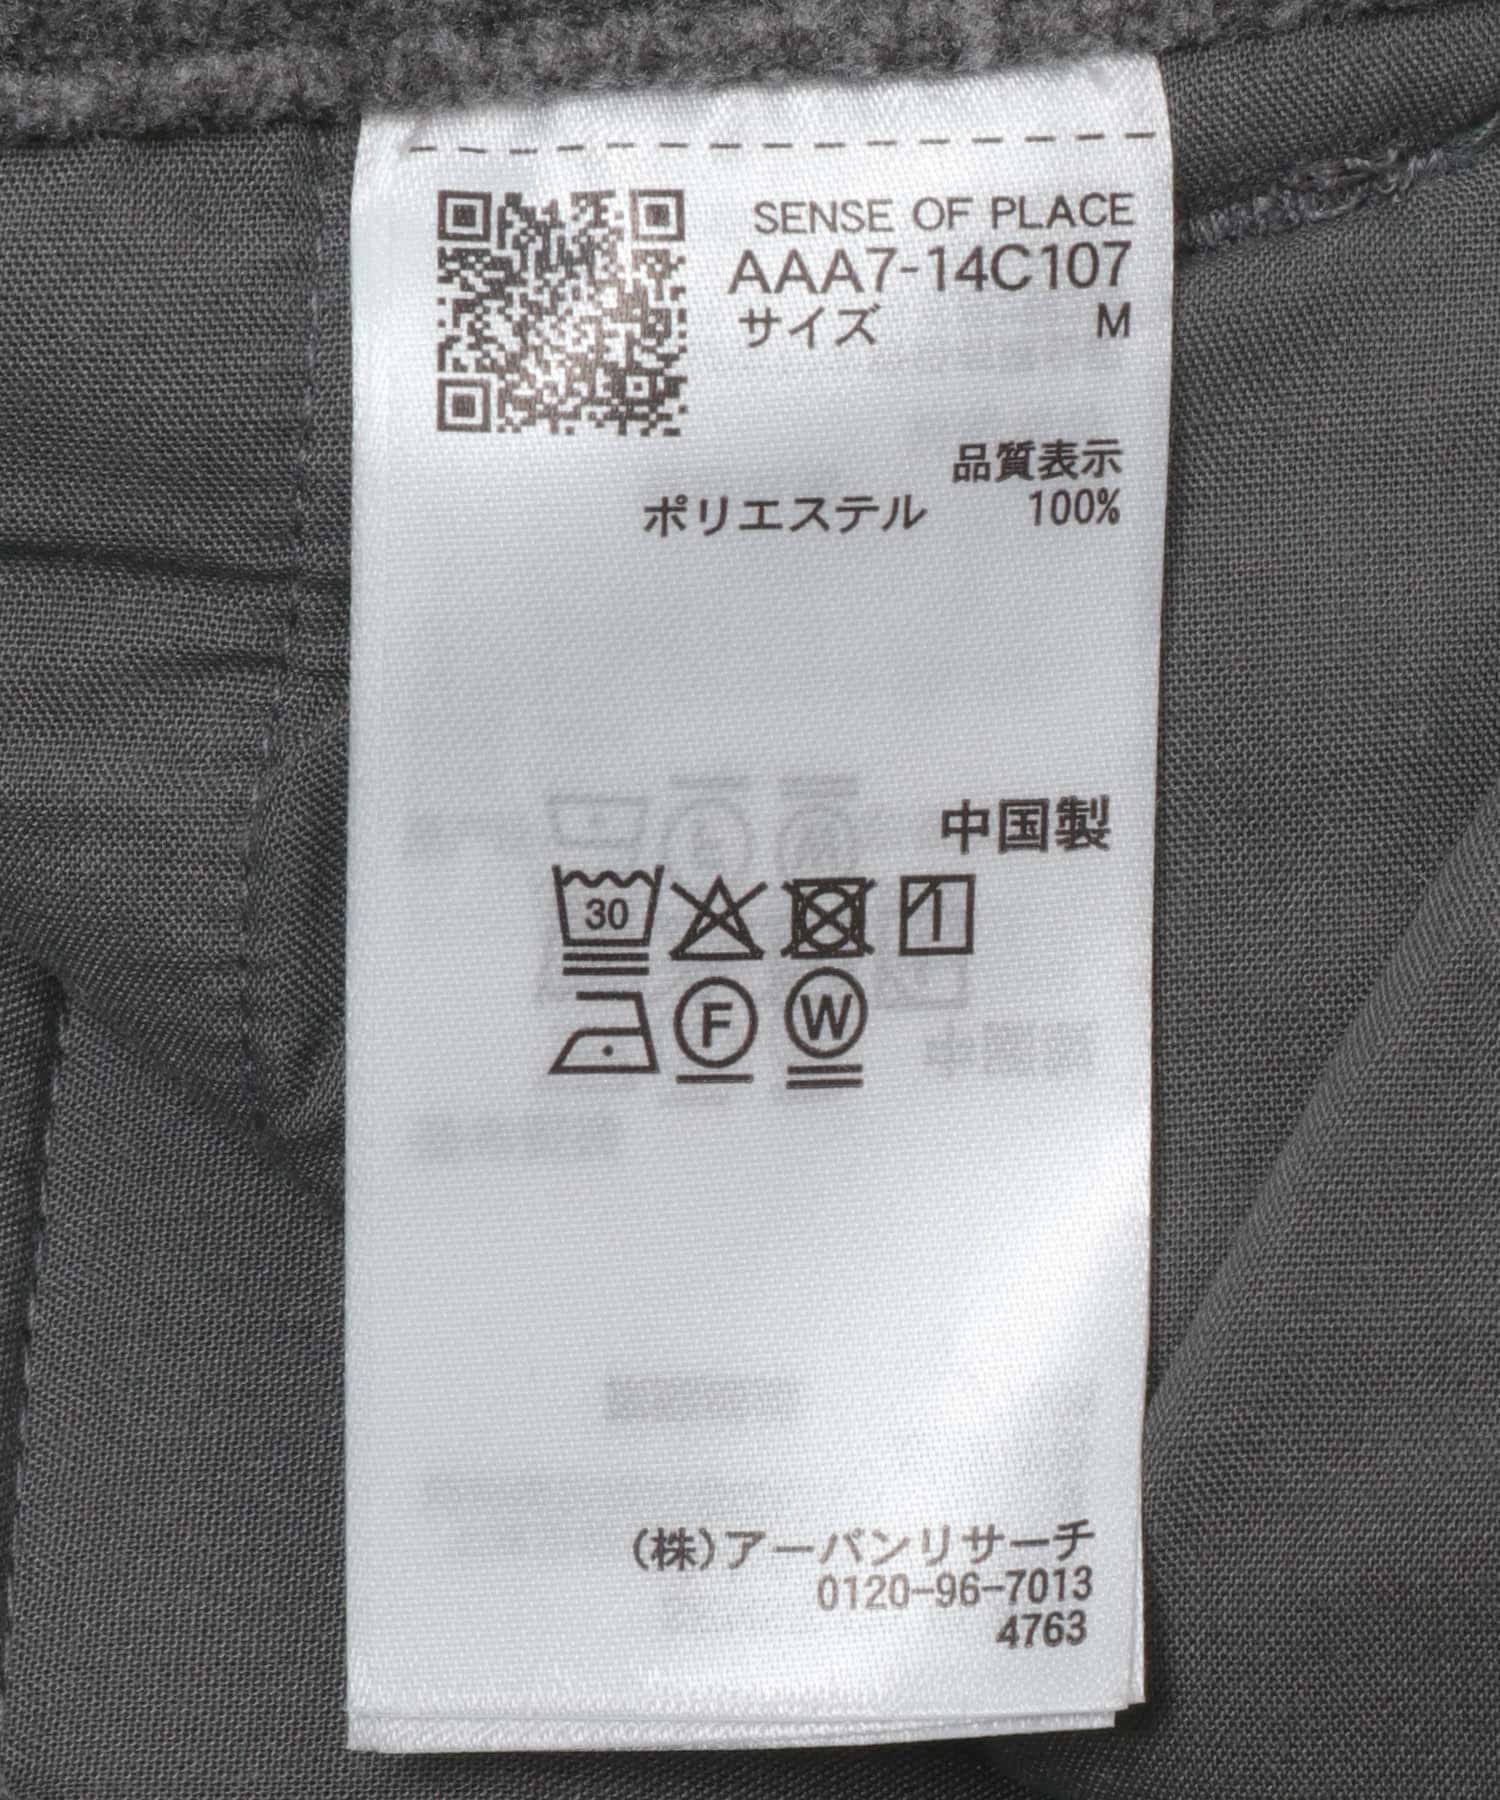 SENSE OF PLACE
AAA7-14C107
サイズ M
品質表示
ポリエステル 100%
中国製
30
F W
(株)アーバンリサーチ
0120-96-7013
4763